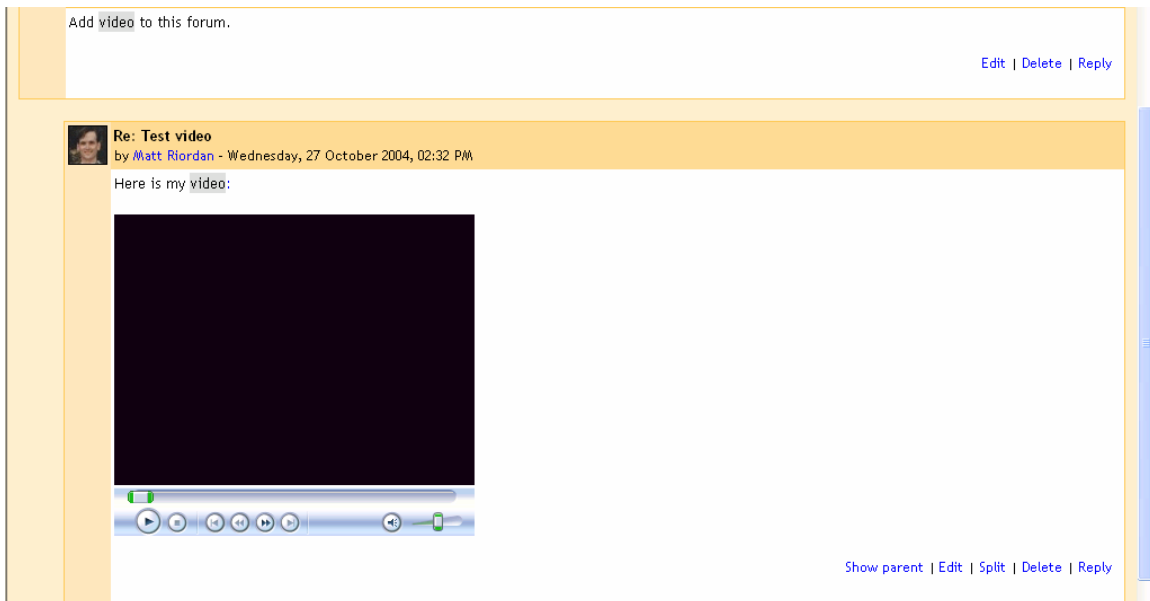 Add video to this forum.
Edit | Delete | Reply
Re: Test video
by Matt Riordan - Wednesday, 27 October 2004, 02:32 PM
Here is my video:
Show parent | Edit | Split | Delete | Reply